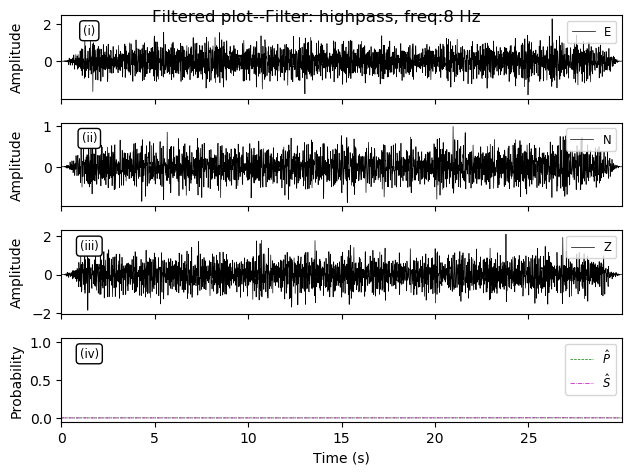 Filtered plot--Filter: highpass, freq:8 Hz
Amplitude
2
0
(i)
E
Amplitude
1
0
(ii)
N
Amplitude
2
0
−2
(iii)
Z
Probability
1.0
0.5
0.0
(iv)
P̂
Ŝ
0 5 10 15 20 25
Time (s)